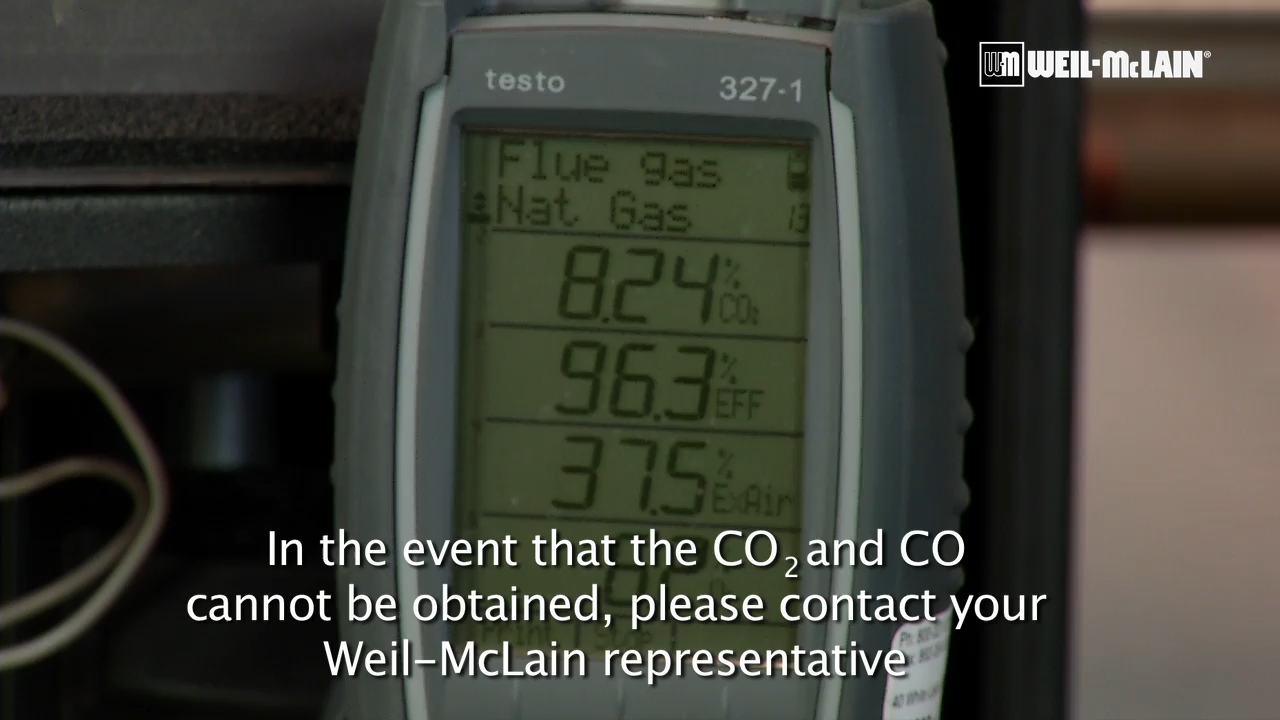 WM WEIL-McLAIN®
testo 327-1
Flue gas
Nat Gas 13
8.24 % CO₂
96.3 % EFF
37.5 % ExAir
In the event that the CO₂ and CO
cannot be obtained, please contact your
Weil-McLain representative